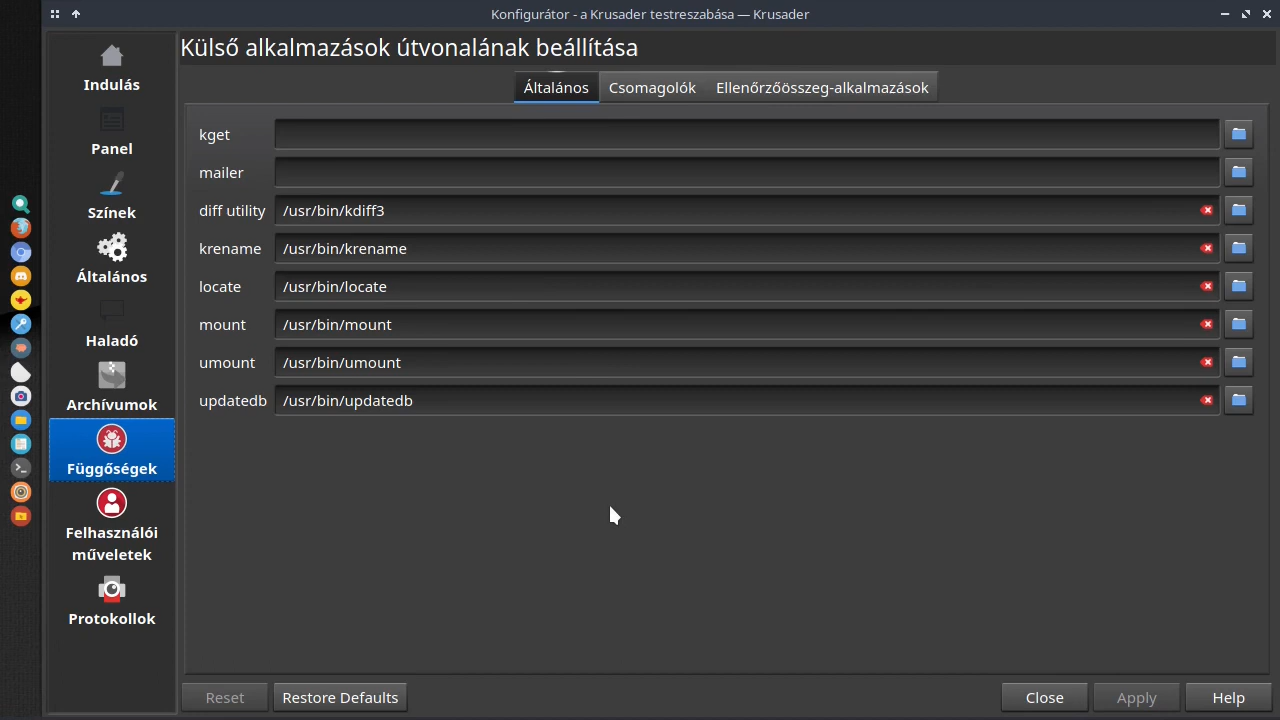 Konfigurátor - a Krusader testreszabása — Krusader
Indulás
Panel
Színek
Általános
Haladó
Archívumok
Függőségek
Felhasználói
műveletek
Protokollok
Külső alkalmazások útvonalának beállítása
Általános Csomagolók Ellenőrzőösszeg-alkalmazások
kget
mailer
diff utility /usr/bin/kdiff3
krename /usr/bin/krename
locate /usr/bin/locate
mount /usr/bin/mount
umount /usr/bin/umount
updatedb /usr/bin/updatedb
Reset Restore Defaults Close Apply Help